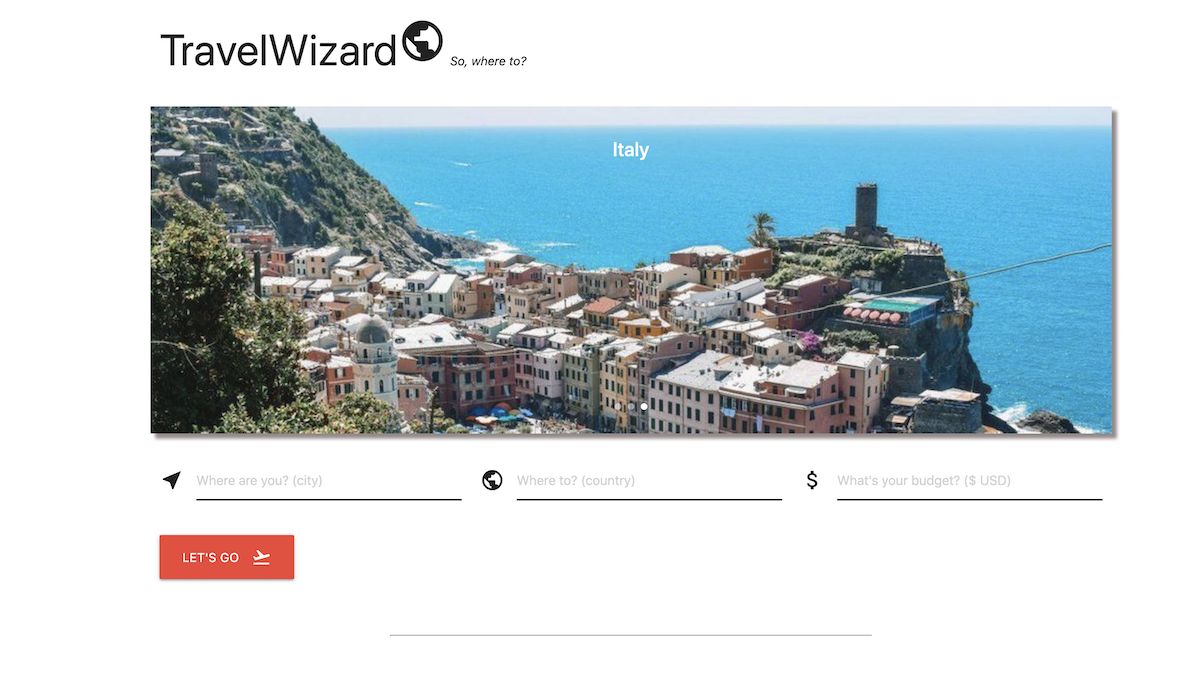 TravelWizard
So, where to?
Italy
Where are you? (city)
Where to? (country)
What's your budget? ($ USD)
LET'S GO